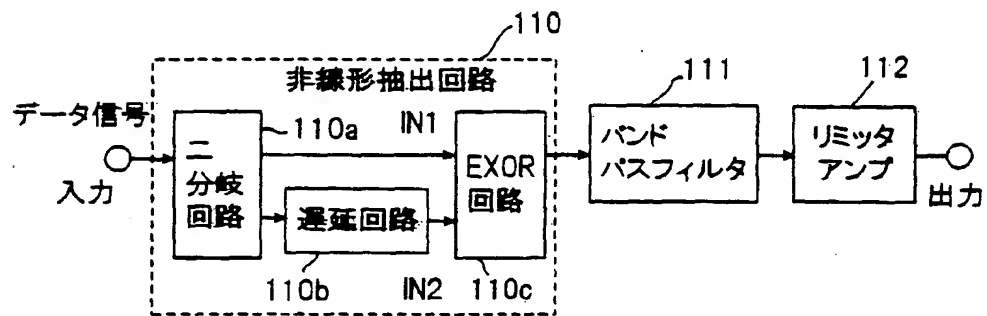 110
非線形抽出回路
111
112
データ信号
入力
二
分岐
回路
110a
IN1
遅延回路
110b
IN2
EXOR
回路
110c
バンド
パスフィルタ
リミッタ
アンプ
出力